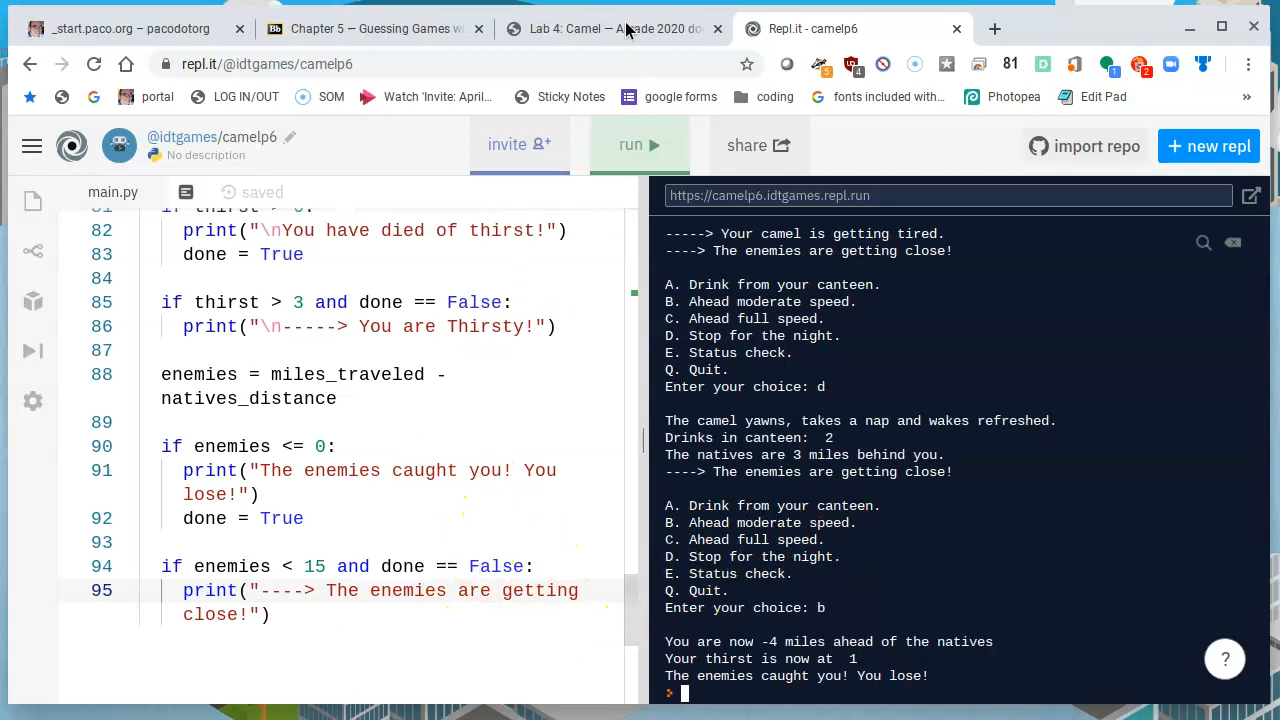 _start.paco.org – pacodotorg
Chapter 5 — Guessing Games wi
Lab 4: Camel — Arcade 2020 do
Repl.it - camelp6
repl.it/@idtgames/camelp6
5
4
81
1
2
portal
LOG IN/OUT
SOM
Watch 'Invite: April...
Sticky Notes
google forms
coding
fonts included with...
Photopea
Edit Pad
»
@idtgames/camelp6
No description
invite
run
share
import repo
+ new repl
main.py
saved
https://camelp6.idtgames.repl.run
82 print("\nYou have died of thirst!")
83 done = True
84
85 if thirst > 3 and done == False:
86 print("\n-----> You are Thirsty!")
87
88 enemies = miles_traveled -
natives_distance
89
90 if enemies <= 0:
91 print("The enemies caught you! You
lose!")
92 done = True
93
94 if enemies < 15 and done == False:
95 print("----> The enemies are getting
close!")
-----> Your camel is getting tired.
----> The enemies are getting close!
A. Drink from your canteen.
B. Ahead moderate speed.
C. Ahead full speed.
D. Stop for the night.
E. Status check.
Q. Quit.
Enter your choice: d
The camel yawns, takes a nap and wakes refreshed.
Drinks in canteen:  2
The natives are 3 miles behind you.
----> The enemies are getting close!
A. Drink from your canteen.
B. Ahead moderate speed.
C. Ahead full speed.
D. Stop for the night.
E. Status check.
Q. Quit.
Enter your choice: b
You are now -4 miles ahead of the natives
Your thirst is now at  1
The enemies caught you! You lose!
>
?